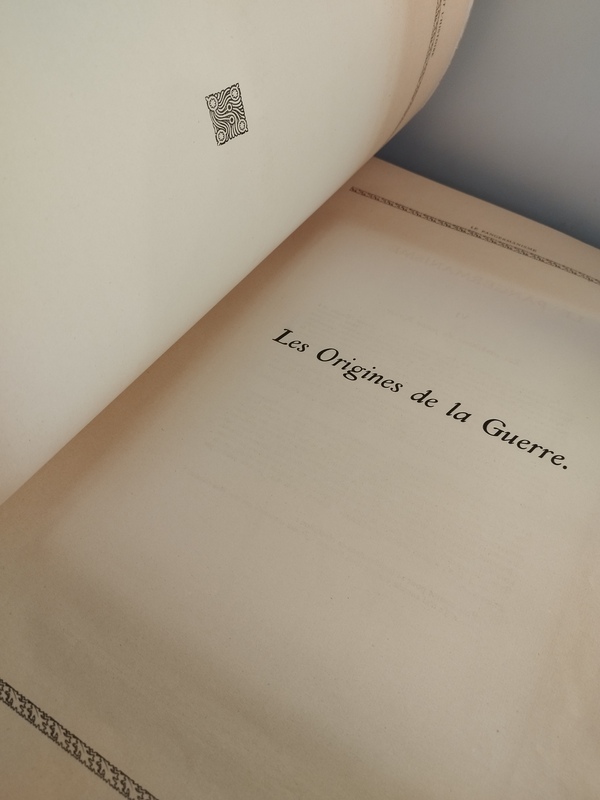 Les Origines de la Guerre.